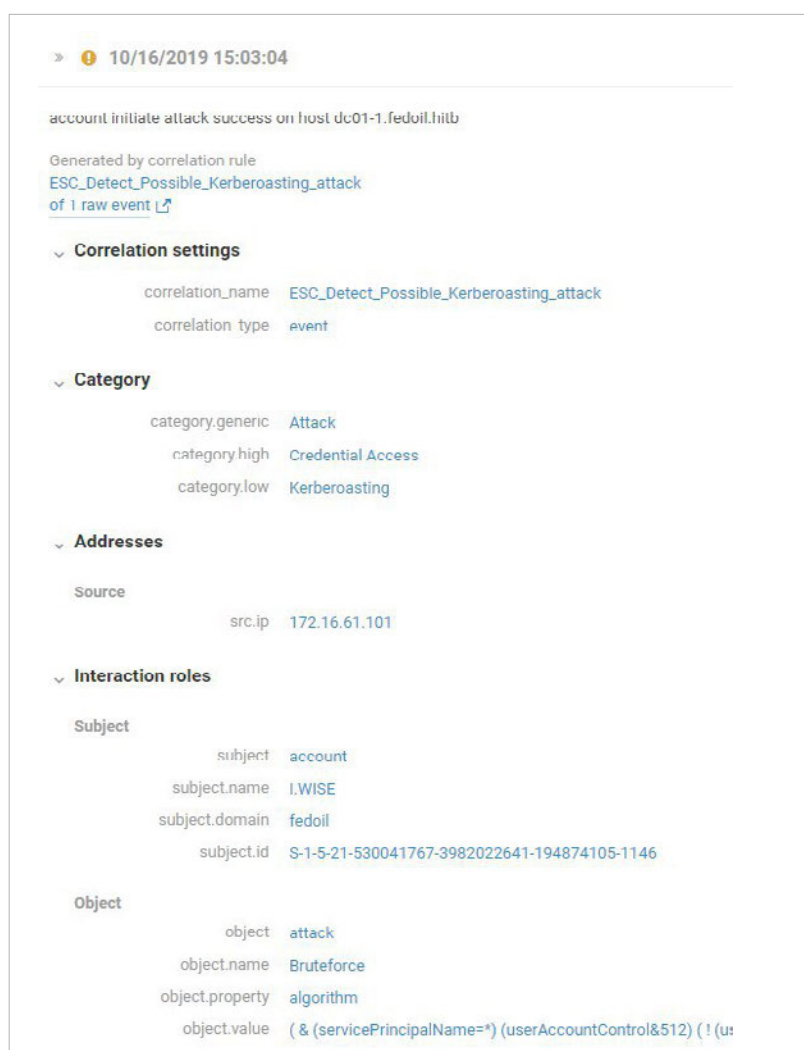 10/16/2019 15:03:04
account initiate attack success on host dc01-1.fedoil.hitb
Generated by correlation rule
ESC_Detect_Possible_Kerberoasting_attack
of 1 raw event
Correlation settings
correlation_name ESC_Detect_Possible_Kerberoasting_attack
correlation_type event
Category
category.generic Attack
category.high Credential Access
category.low Kerberoasting
Addresses
Source
src.ip 172.16.61.101
Interaction roles
Subject
subject account
subject.name I.WISE
subject.domain fedoil
subject.id S-1-5-21-530041767-3982022641-194874105-1146
Object
object attack
object.name Bruteforce
object.property algorithm
object.value ( & (servicePrincipalName=*) (userAccountControl&512) ( ! (us